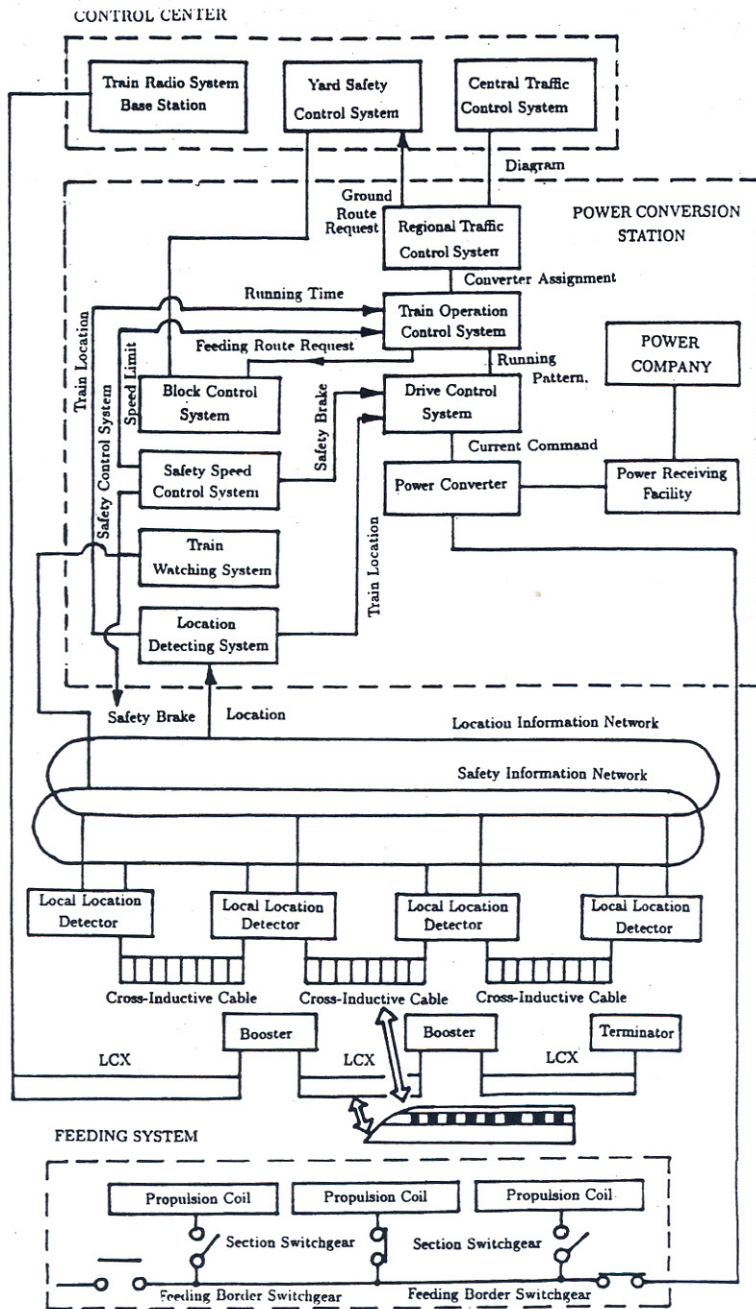 CONTROL CENTER
Train Radio System
Base Station
Yard Safety
Control System
Central Traffic
Control System
Diagram
Ground
Route
Request
Regional Traffic
Control System
POWER CONVERSION
STATION
Converter Assignment
Running Time
Train Operation
Control System
Feeding Route Request
Running
Pattern.
POWER
COMPANY
Train Location
Safety Control System
Speed Limit
Block Control
System
Safety Brake
Drive Control
System
Current Command
Safety Speed
Control System
Power Converter
Power Receiving
Facility
Train
Watching System
Train Location
Location
Detecting System
Safety Brake
Location
Location Information Network
Safety Information Network
Local Location
Detector
Local Location
Detector
Local Location
Detector
Local Location
Detector
Cross-Inductive Cable
Cross-Inductive Cable
Cross-Inductive Cable
Booster
Booster
Terminator
LCX
LCX
LCX
FEEDING SYSTEM
Propulsion Coil
Propulsion Coil
Propulsion Coil
Section Switchgear
Section Switchgear
Feeding Border Switchgear
Feeding Border Switchgear